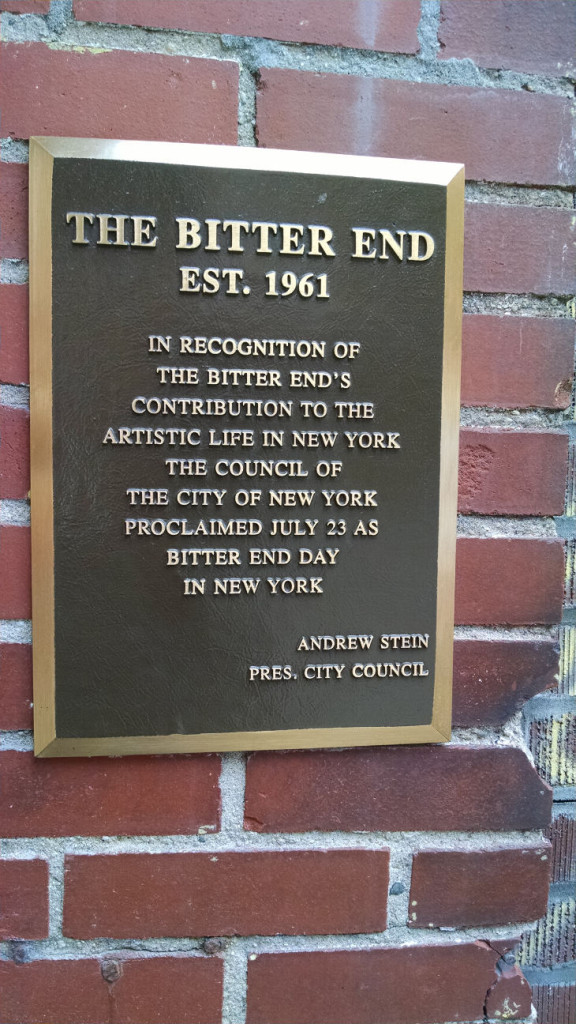 THE BITTER END
EST. 1961
IN RECOGNITION OF
THE BITTER END'S
CONTRIBUTION TO THE
ARTISTIC LIFE IN NEW YORK
THE COUNCIL OF
THE CITY OF NEW YORK
PROCLAIMED JULY 23 AS
BITTER END DAY
IN NEW YORK
ANDREW STEIN
PRES. CITY COUNCIL